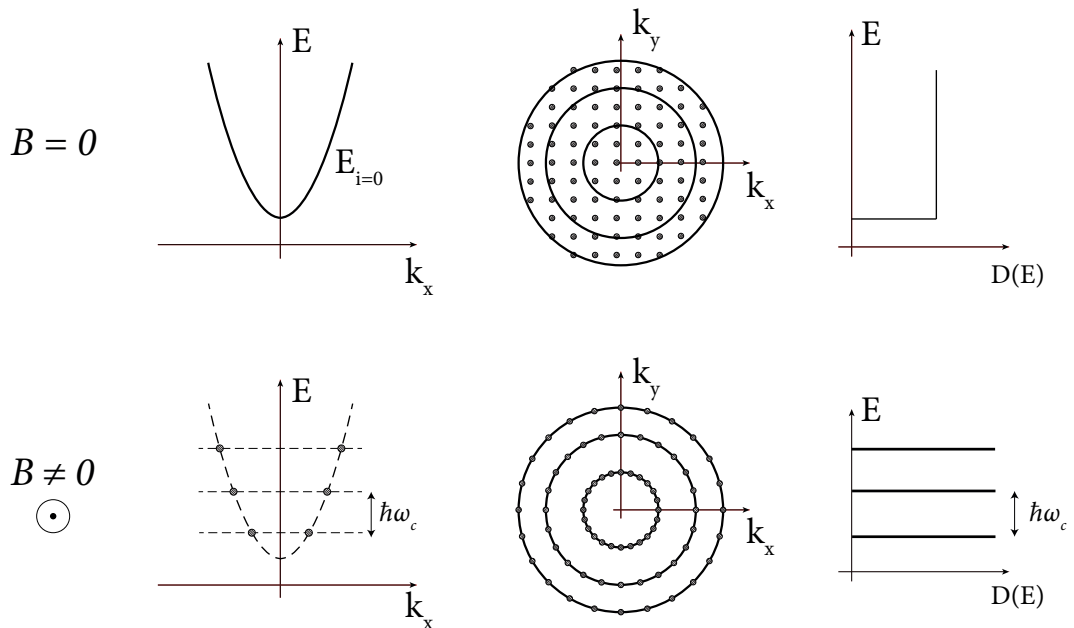 B = 0
E
E_{i=0}
k_x
k_y
k_x
E
D(E)
B ≠ 0
E
ħω_c
k_x
k_y
k_x
E
ħω_c
D(E)